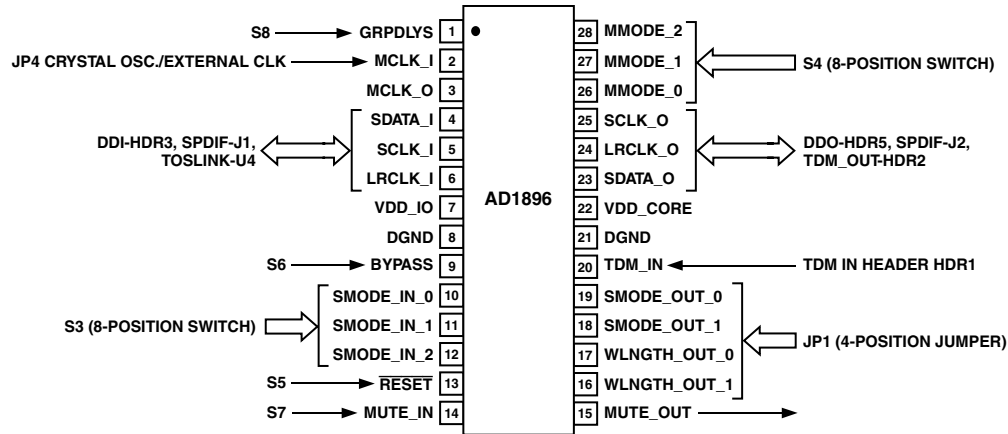 S8 GRPDLYS 1 28 MMODE_2
JP4 CRYSTAL OSC./EXTERNAL CLK MCLK_I 2 27 MMODE_1 S4 (8-POSITION SWITCH)
MCLK_O 3 26 MMODE_0
SDATA_I 4 25 SCLK_O
DDI-HDR3, SPDIF-J1, TOSLINK-U4 SCLK_I 5 24 LRCLK_O DDO-HDR5, SPDIF-J2, TDM_OUT-HDR2
LRCLK_I 6 23 SDATA_O
AD1896
VDD_IO 7 22 VDD_CORE
DGND 8 21 DGND
S6 BYPASS 9 20 TDM_IN TDM IN HEADER HDR1
SMODE_IN_0 10 19 SMODE_OUT_0
S3 (8-POSITION SWITCH) SMODE_IN_1 11 18 SMODE_OUT_1 JP1 (4-POSITION JUMPER)
SMODE_IN_2 12 17 WLNGTH_OUT_0
S5 RESET 13 16 WLNGTH_OUT_1
S7 MUTE_IN 14 15 MUTE_OUT